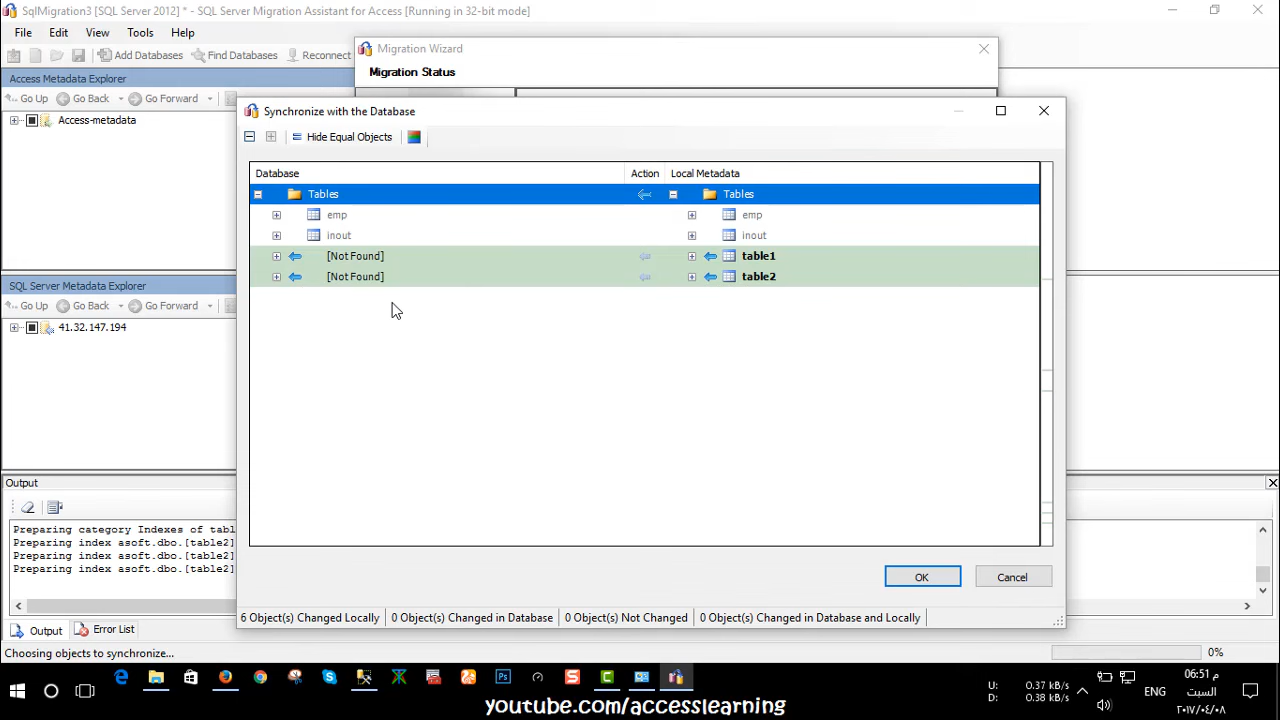 SqlMigration3 [SQL Server 2012] * - SQL Server Migration Assistant for Access [Running in 32-bit mode]
File Edit View Tools Help
Add Databases Find Databases Reconnect
Migration Wizard
Migration Status
Access Metadata Explorer
Go Up Go Back Go Forward
Access-metadata
Synchronize with the Database
Hide Equal Objects
Database Action Local Metadata
Tables Tables
emp emp
inout inout
[Not Found] table1
[Not Found] table2
SQL Server Metadata Explorer
Go Up Go Back Go Forward
41.32.147.194
Output
Preparing category Indexes of tabl
Preparing index asoft.dbo.[table2]
Preparing index asoft.dbo.[table2]
Preparing index asoft.dbo.[table2]
OK Cancel
6 Object(s) Changed Locally 0 Object(s) Changed in Database 0 Object(s) Not Changed 0 Object(s) Changed in Database and Locally
Output Error List
Choosing objects to synchronize... 0%
U: 0.37 kB/s
D: 0.38 kB/s
ENG
06:51 م
السبت
٢٠١٧/٠٤/٠٨
youtube.com/accesslearning